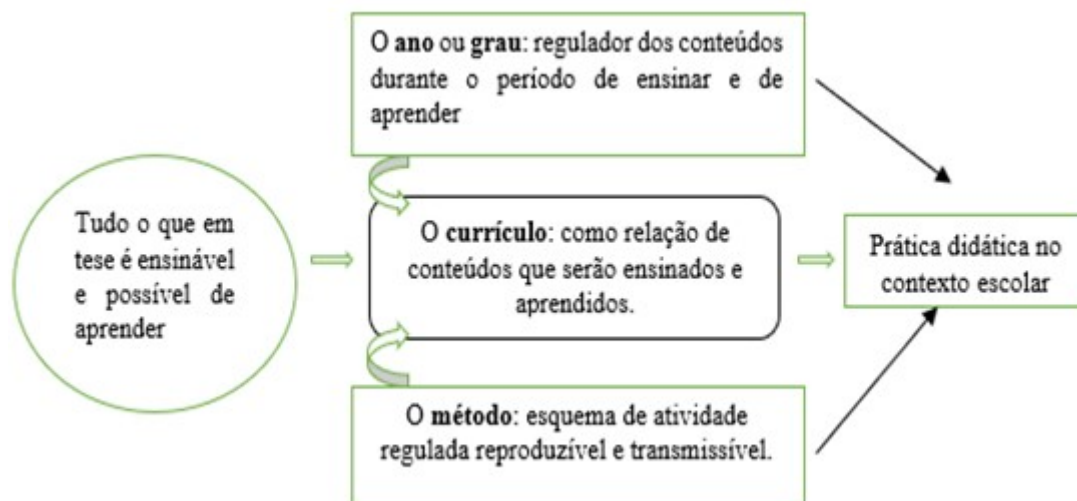 O ano ou grau: regulador dos conteúdos
durante o período de ensinar e de
aprender
Tudo o que em
tese é ensinável
e possível de
aprender
O currículo: como relação de
conteúdos que serão ensinados e
aprendidos.
Prática didática no
contexto escolar
O método: esquema de atividade
regulada reproduzível e transmissível.